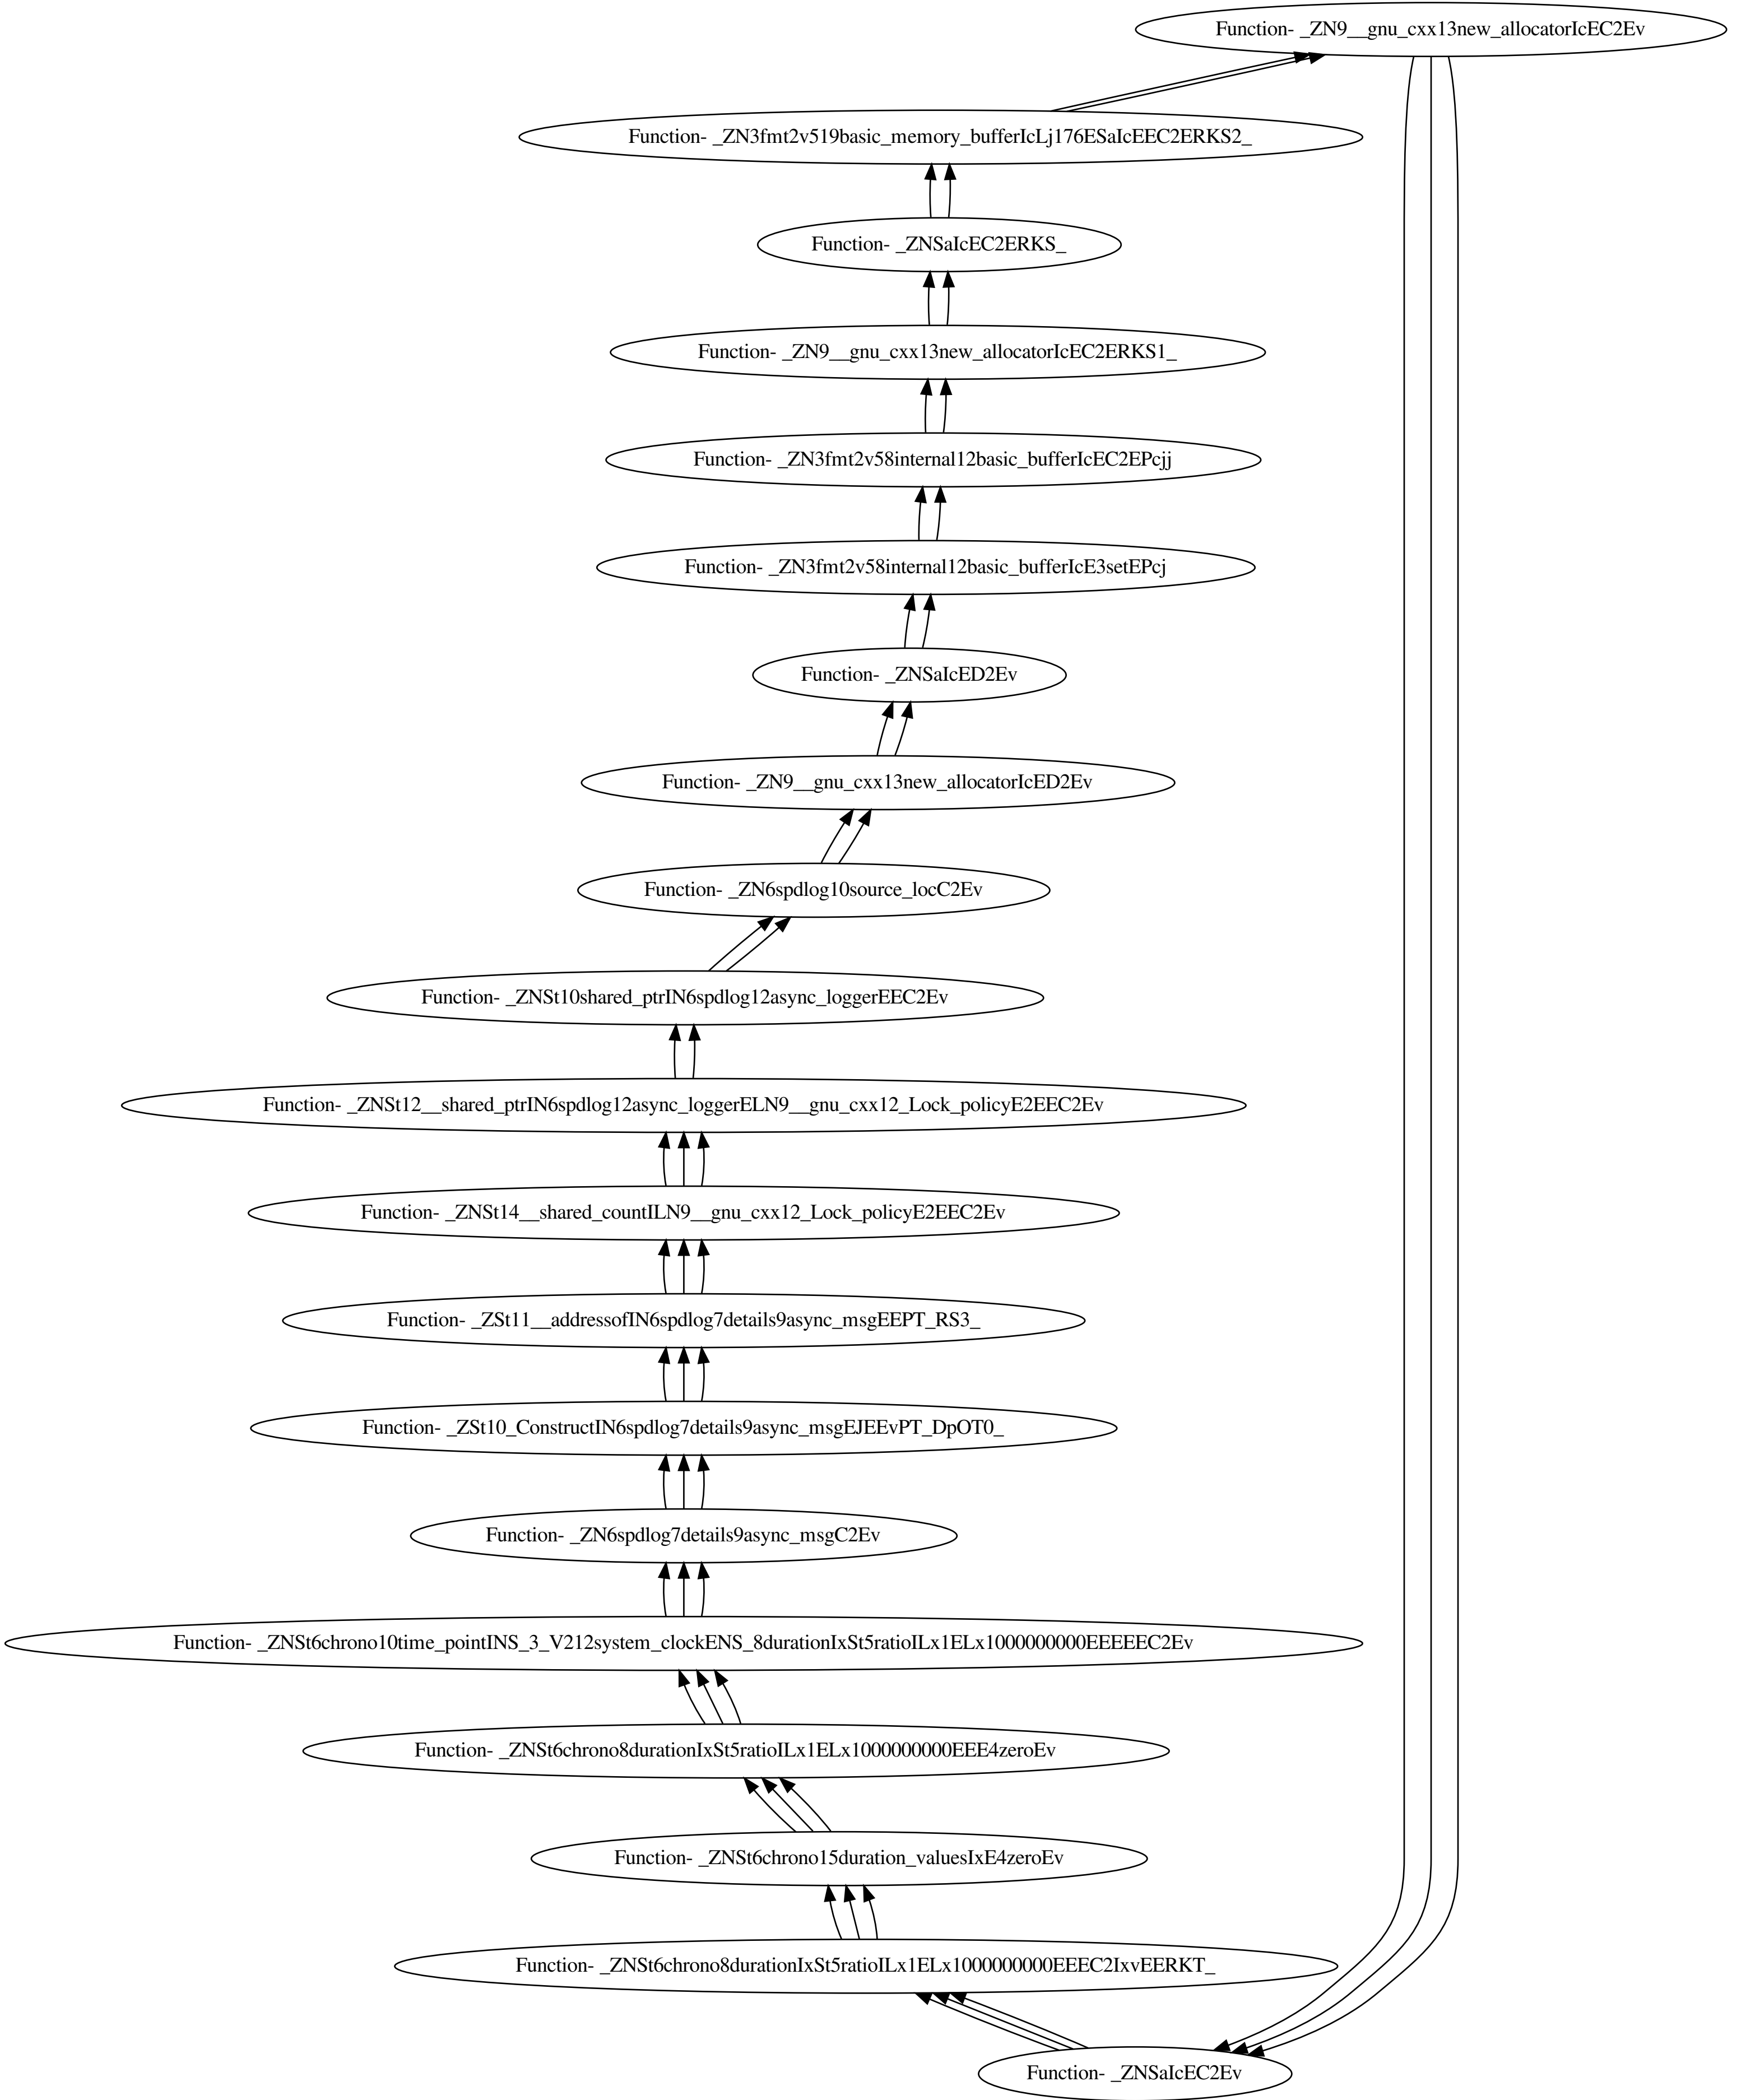 Function- _ZN9__gnu_cxx13new_allocatorIcEC2Ev
Function- _ZN3fmt2v519basic_memory_bufferIcLj176ESaIcEEC2ERKS2_
Function- _ZNSaIcEC2ERKS_
Function- _ZN9__gnu_cxx13new_allocatorIcEC2ERKS1_
Function- _ZN3fmt2v58internal12basic_bufferIcEC2EPcjj
Function- _ZN3fmt2v58internal12basic_bufferIcE3setEPcj
Function- _ZNSaIcED2Ev
Function- _ZN9__gnu_cxx13new_allocatorIcED2Ev
Function- _ZN6spdlog10source_locC2Ev
Function- _ZNSt10shared_ptrIN6spdlog12async_loggerEEC2Ev
Function- _ZNSt12__shared_ptrIN6spdlog12async_loggerELN9__gnu_cxx12_Lock_policyE2EEC2Ev
Function- _ZNSt14__shared_countILN9__gnu_cxx12_Lock_policyE2EEC2Ev
Function- _ZSt11__addressofIN6spdlog7details9async_msgEEPT_RS3_
Function- _ZSt10_ConstructIN6spdlog7details9async_msgEJEEvPT_DpOT0_
Function- _ZN6spdlog7details9async_msgC2Ev
Function- _ZNSt6chrono10time_pointINS_3_V212system_clockENS_8durationIxSt5ratioILx1ELx1000000000EEEEEC2Ev
Function- _ZNSt6chrono8durationIxSt5ratioILx1ELx1000000000EEE4zeroEv
Function- _ZNSt6chrono15duration_valuesIxE4zeroEv
Function- _ZNSt6chrono8durationIxSt5ratioILx1ELx1000000000EEEC2IxvEERKT_
Function- _ZNSaIcEC2Ev